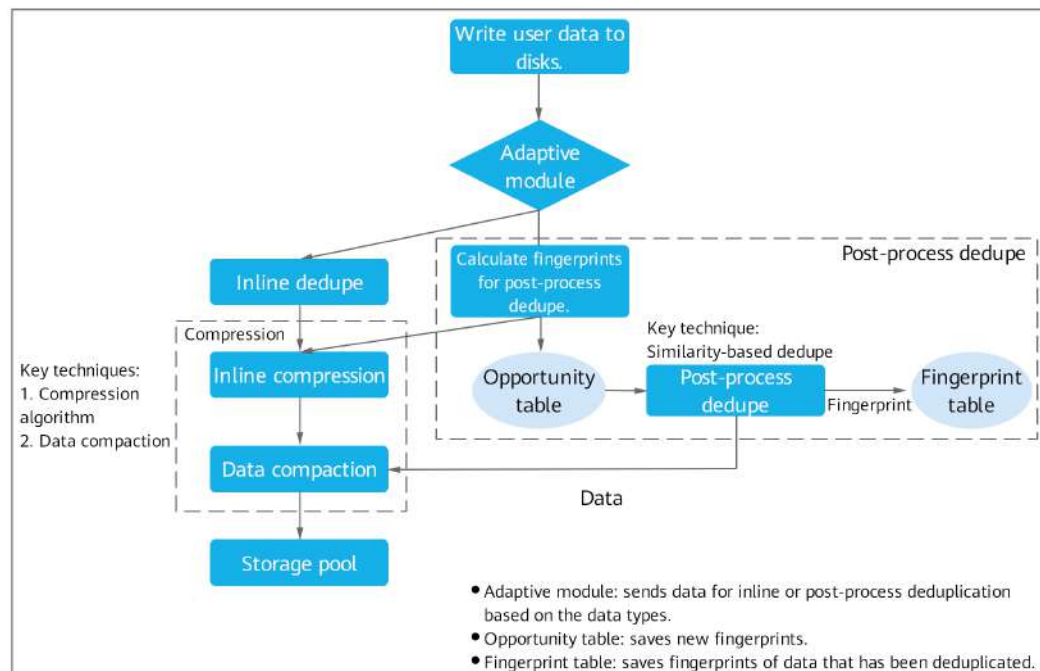 Write user data to
disks.
Adaptive
module
Post-process dedupe
Inline dedupe
Calculate fingerprints
for post-process
dedupe.
Compression
Key technique:
Similarity-based dedupe
Key techniques:
1. Compression
algorithm
2. Data compaction
Inline compression
Opportunity
table
Post-process
dedupe
Fingerprint
Fingerprint
table
Data compaction
Data
Storage pool
● Adaptive module: sends data for inline or post-process deduplication
based on the data types.
● Opportunity table: saves new fingerprints.
● Fingerprint table: saves fingerprints of data that has been deduplicated.